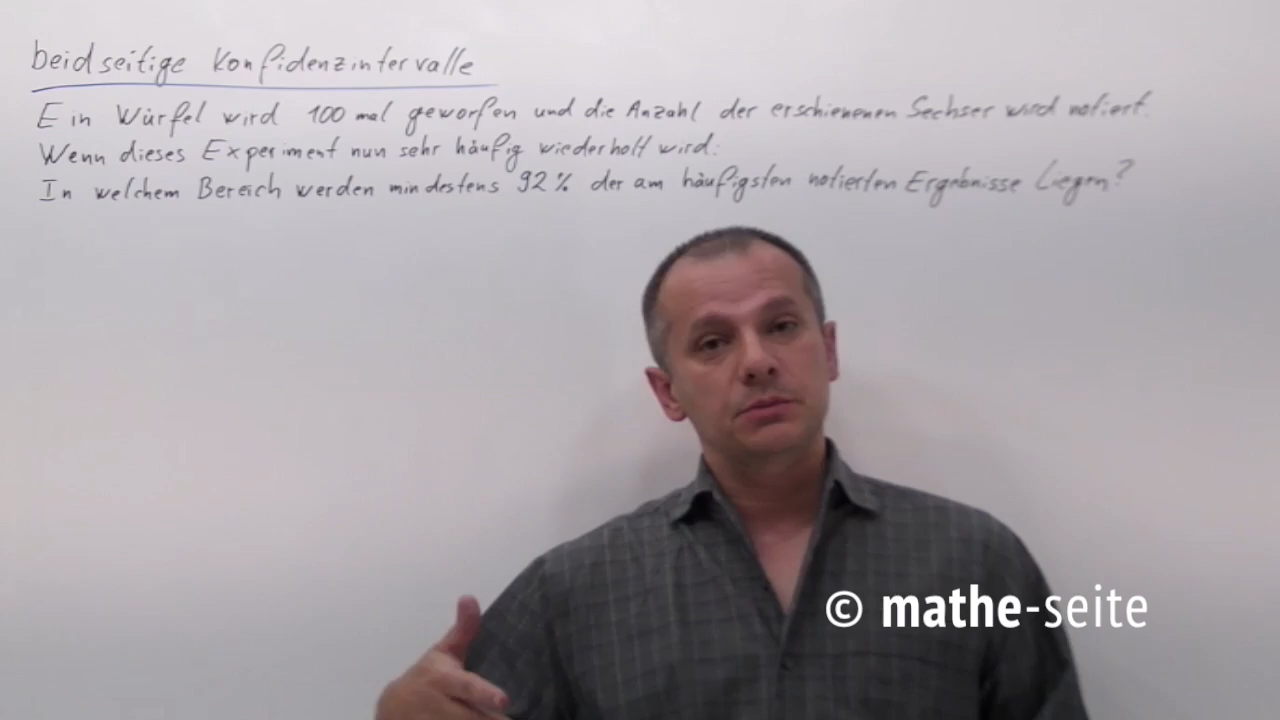 beidseitige Konfidenzintervalle
Ein Würfel wird 100 mal geworfen und die Anzahl der erschienenen Sechser wird notiert.
Wenn dieses Experiment nun sehr häufig wiederholt wird:
In welchem Bereich werden mindestens 92% der am häufigsten notierten Ergebnisse liegen?
© mathe-seite